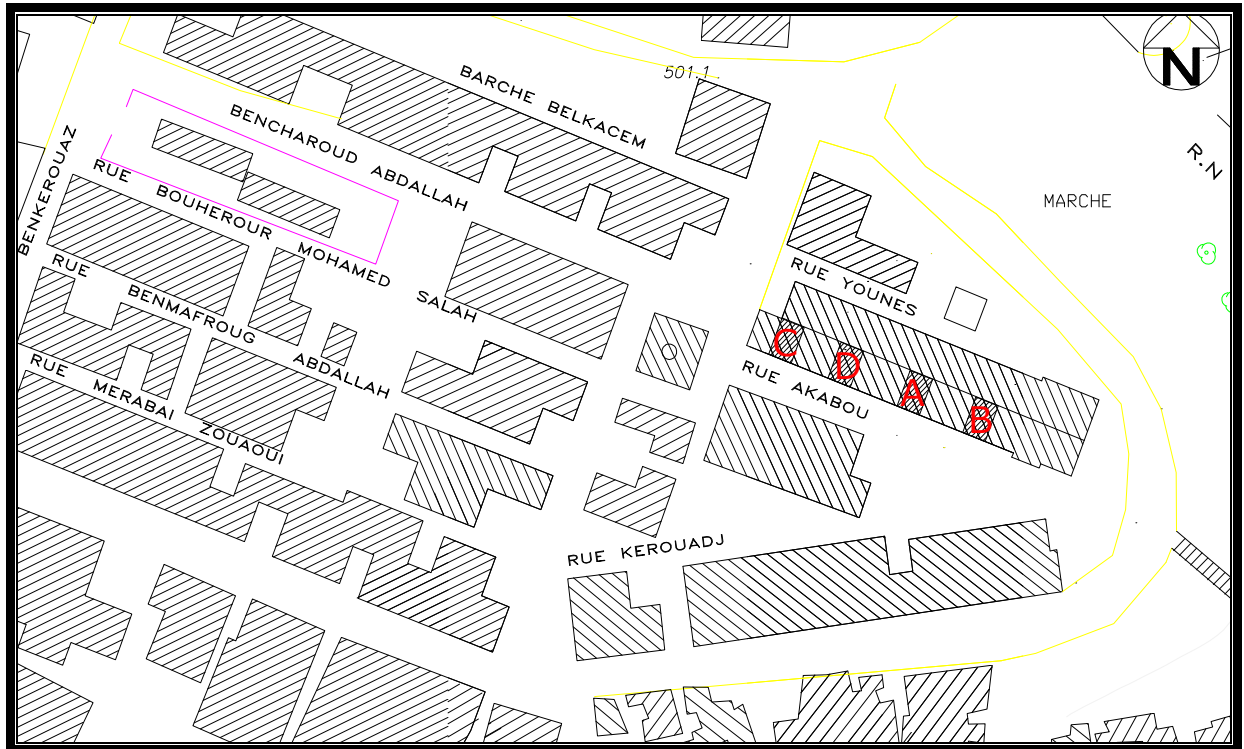 501.1
N
BARCHE BELKACEM
BENCHAROUD ABDALLAH
R.N
BENKEROUAZ
RUE BOUHEROUR MOHAMED SALAH
MARCHE
RUE YOUNES
RUE BENMAFROUG ABDALLAH
C
D
A
B
RUE AKABOU
RUE MERABAI ZOUAOUI
RUE KEROUADJ